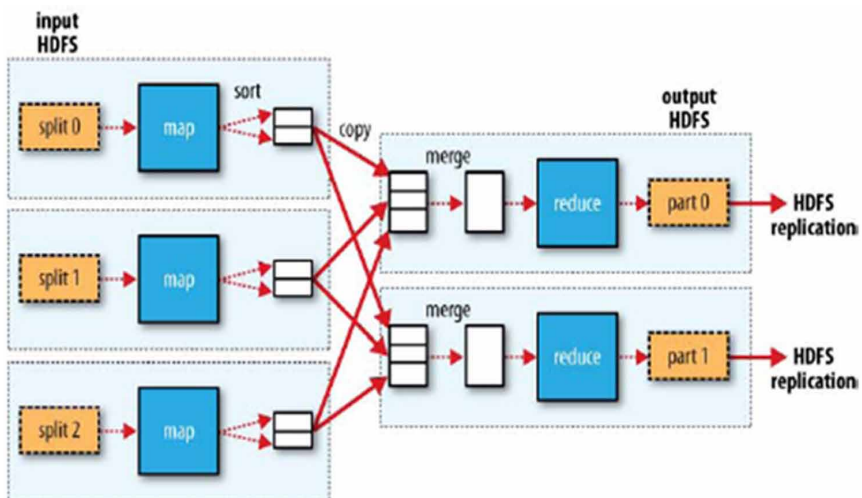 input
HDFS
split 0
map
sort
copy
split 1
map
split 2
map
output
HDFS
merge
reduce
part 0
HDFS
replication
merge
reduce
part 1
HDFS
replication